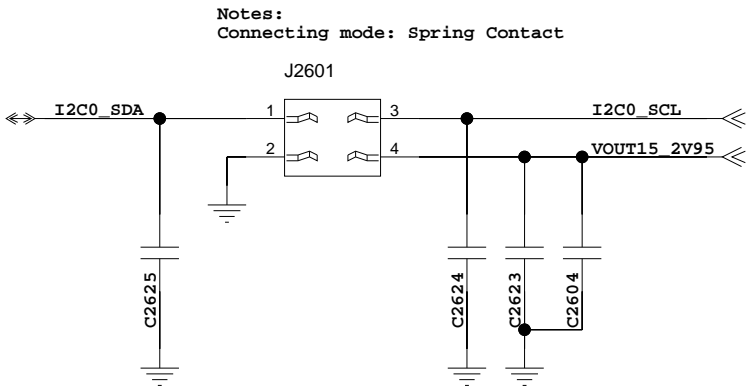 Notes:
Connecting mode: Spring Contact
J2601
I2C0_SDA
1
3
I2C0_SCL
2
4
VOUT15_2V95
C2625
C2624
C2623
C2604